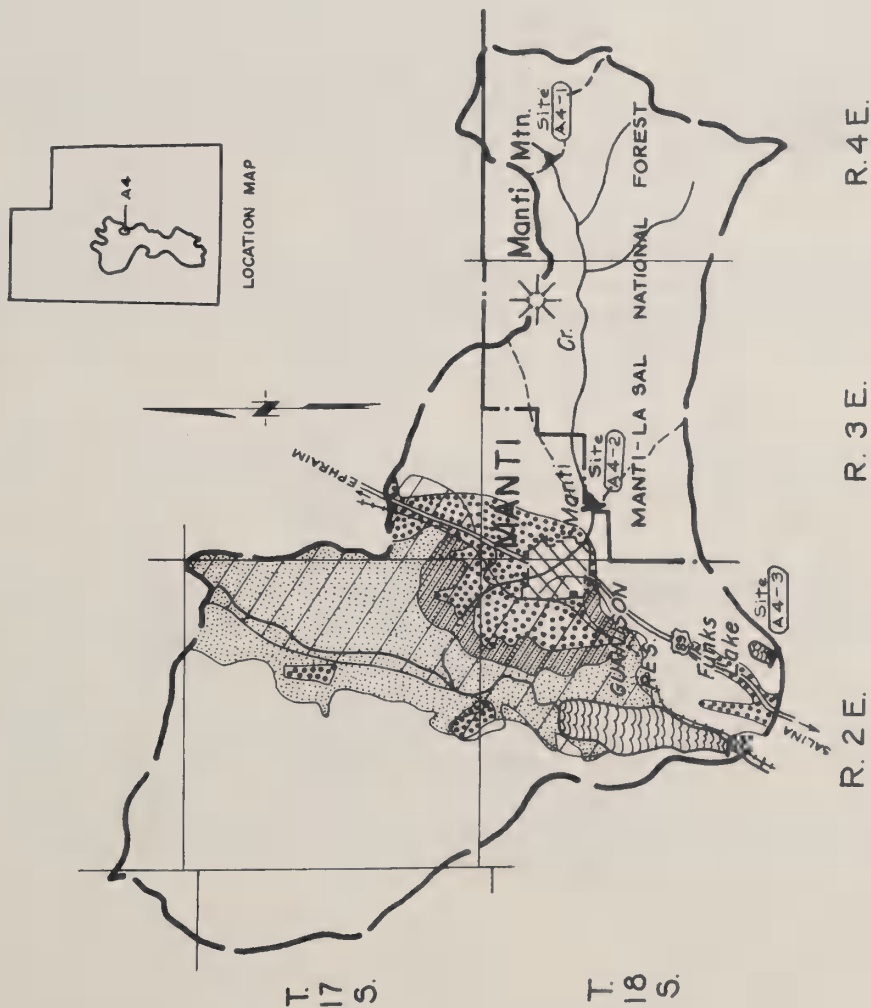 A4
LOCATION MAP
EPHRAIM
MANTI
Manti
Cr.
Manti Mtn.
Site
A4-1
Site
A4-2
MANTI-LA SAL NATIONAL FOREST
GUNNISON
RES.
89
Funks
Lake
Site
A4-3
SALINA
T.
17
S.
T.
18
S.
R. 2 E.
R. 3 E.
R. 4 E.